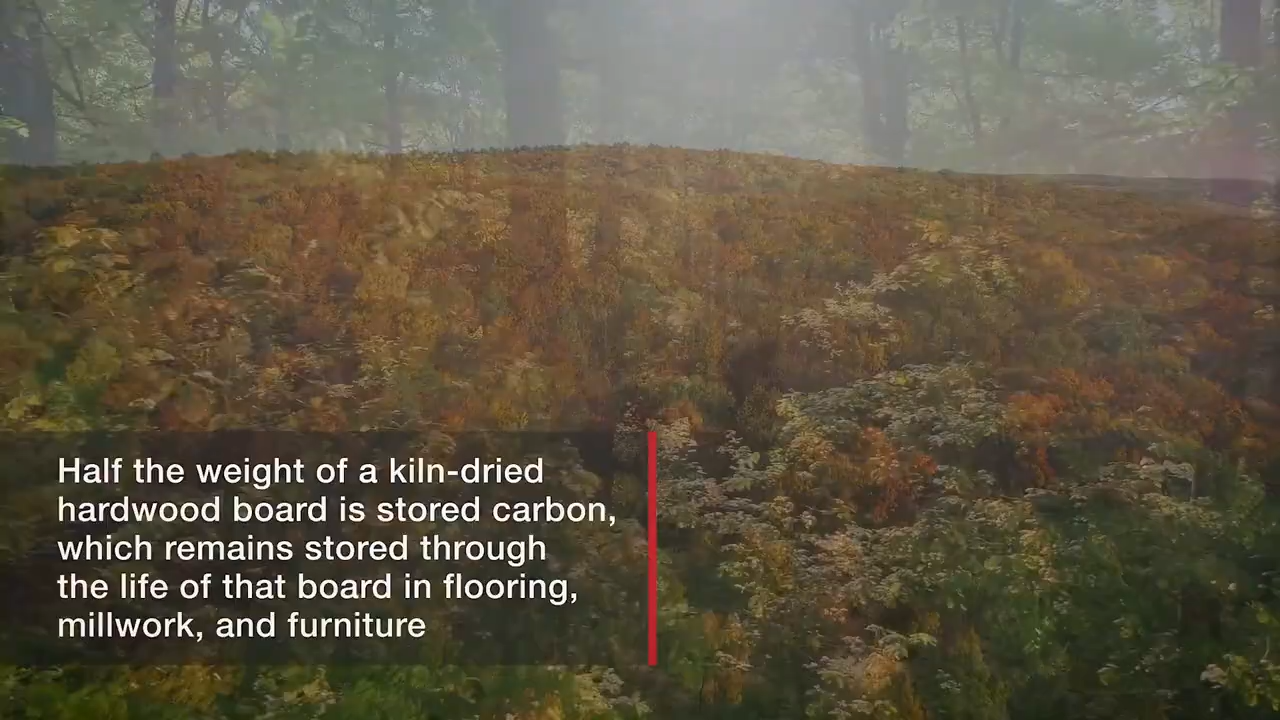 Half the weight of a kiln-dried
hardwood board is stored carbon,
which remains stored through
the life of that board in flooring,
millwork, and furniture